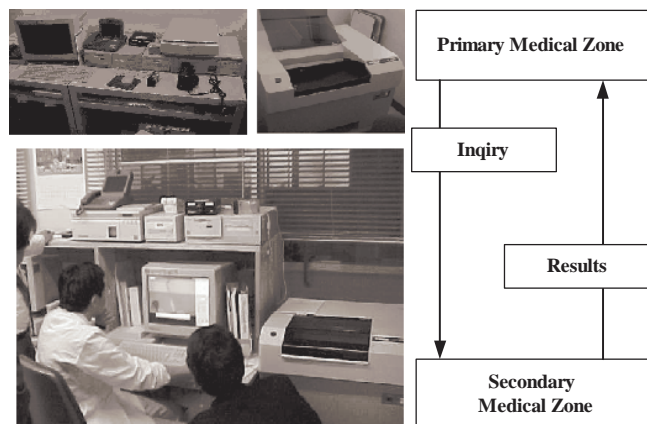 Primary Medical Zone
Inqiry
Results
Secondary
Medical Zone